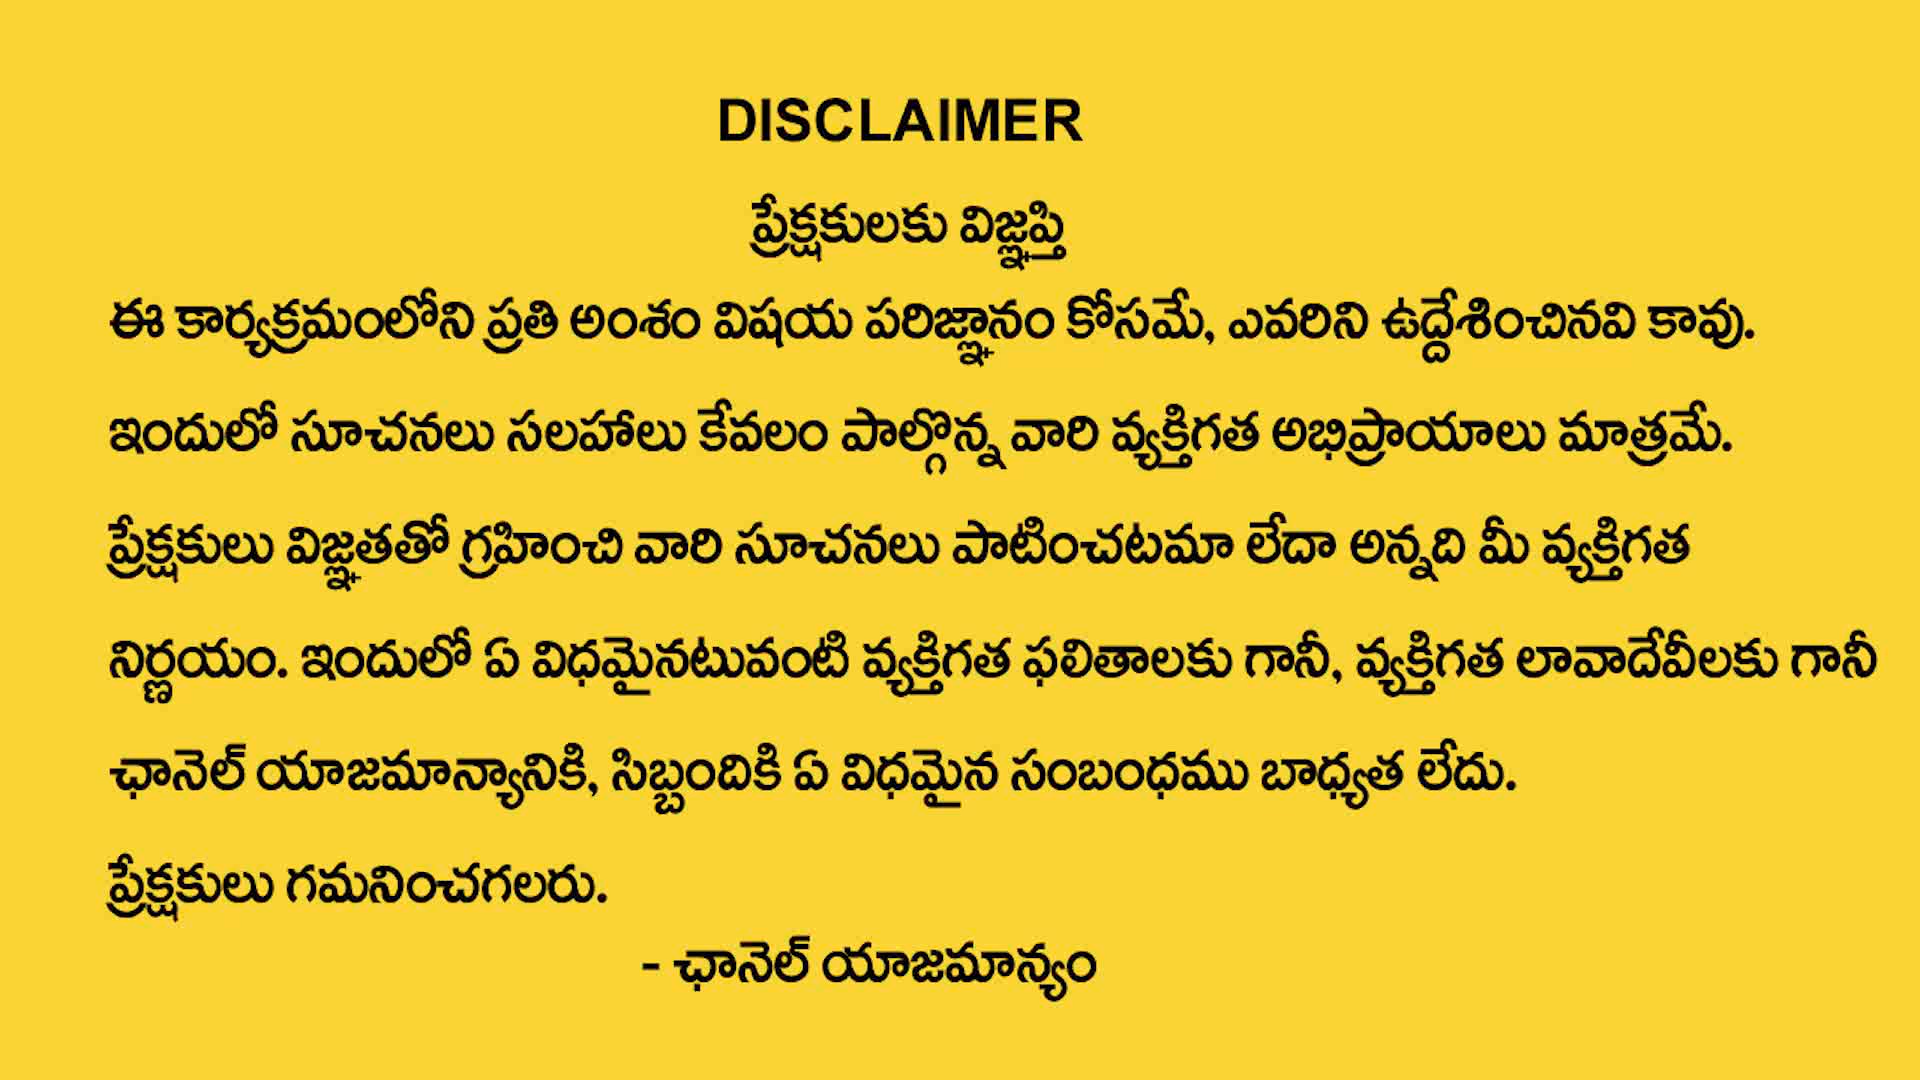 DISCLAIMER
ప్రేక్షకులకు విజ్ఞప్తి
ఈ కార్యక్రమంలోని ప్రతి అంశం విషయ పరిజ్ఞానం కోసమే, ఎవరిని ఉద్దేశించినవి కావు.
ఇందులో సూచనలు సలహాలు కేవలం పాల్గొన్న వారి వ్యక్తిగత అభిప్రాయాలు మాత్రమే.
ప్రేక్షకులు విజ్ఞతతో గ్రహించి వారి సూచనలు పాటించటమా లేదా అన్నది మీ వ్యక్తిగత
నిర్ణయం. ఇందులో ఏ విధమైనటువంటి వ్యక్తిగత ఫలితాలకు గానీ, వ్యక్తిగత లావాదేవీలకు గానీ
ఛానెల్ యాజమాన్యానికి, సిబ్బందికి ఏ విధమైన సంబంధము బాధ్యత లేదు.
ప్రేక్షకులు గమనించగలరు.
- ఛానెల్ యాజమాన్యం